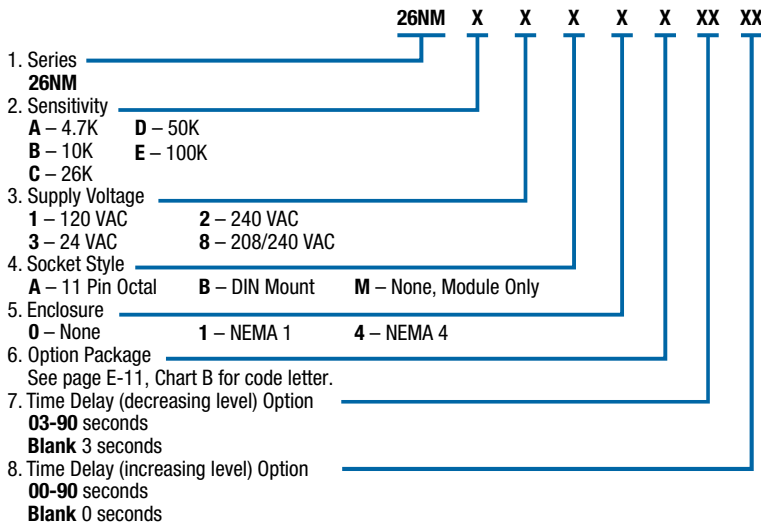 26NM X X X X X XX XX
1. Series
26NM
2. Sensitivity
A – 4.7K D – 50K
B – 10K E – 100K
C – 26K
3. Supply Voltage
1 – 120 VAC 2 – 240 VAC
3 – 24 VAC 8 – 208/240 VAC
4. Socket Style
A – 11 Pin Octal B – DIN Mount M – None, Module Only
5. Enclosure
0 – None 1 – NEMA 1 4 – NEMA 4
6. Option Package
See page E-11, Chart B for code letter.
7. Time Delay (decreasing level) Option
03-90 seconds
Blank 3 seconds
8. Time Delay (increasing level) Option
00-90 seconds
Blank 0 seconds